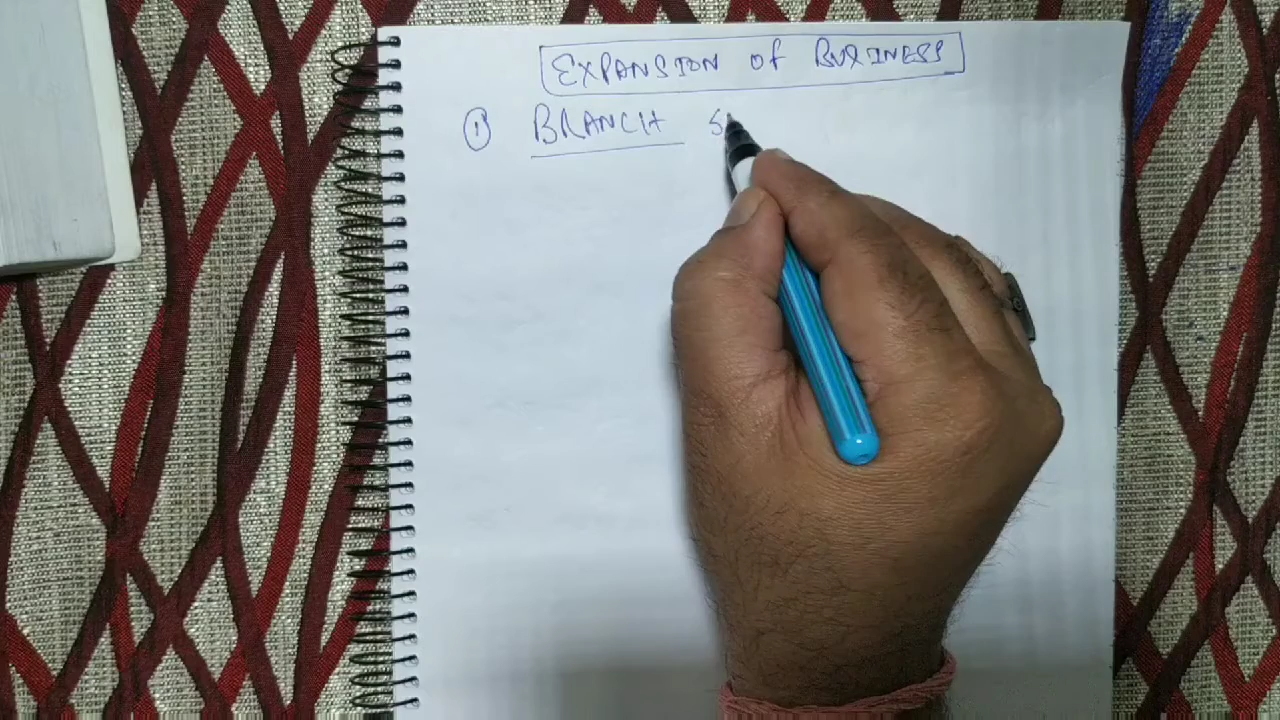 EXPANSION of BUSINESS
① BRANCH S